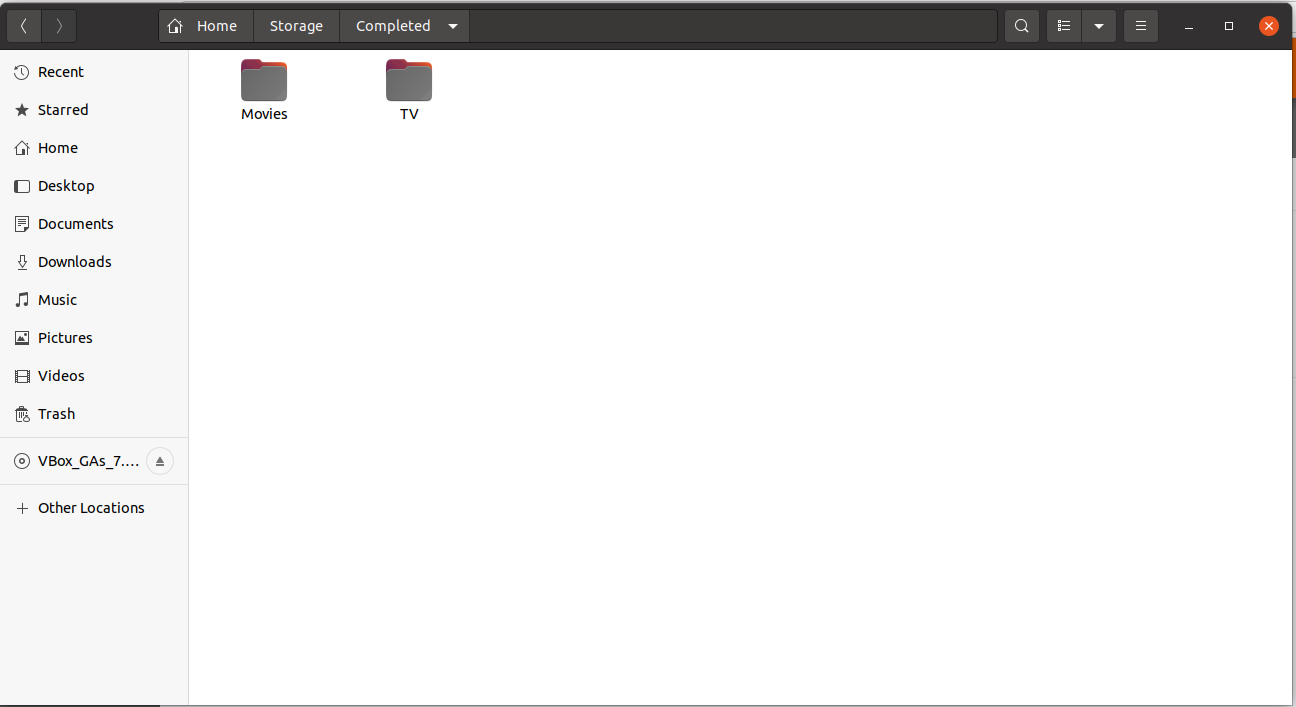 Home Storage Completed
Recent
Starred
Home
Desktop
Documents
Downloads
Music
Pictures
Videos
Trash
VBox_GAs_7....
Other Locations
Movies TV